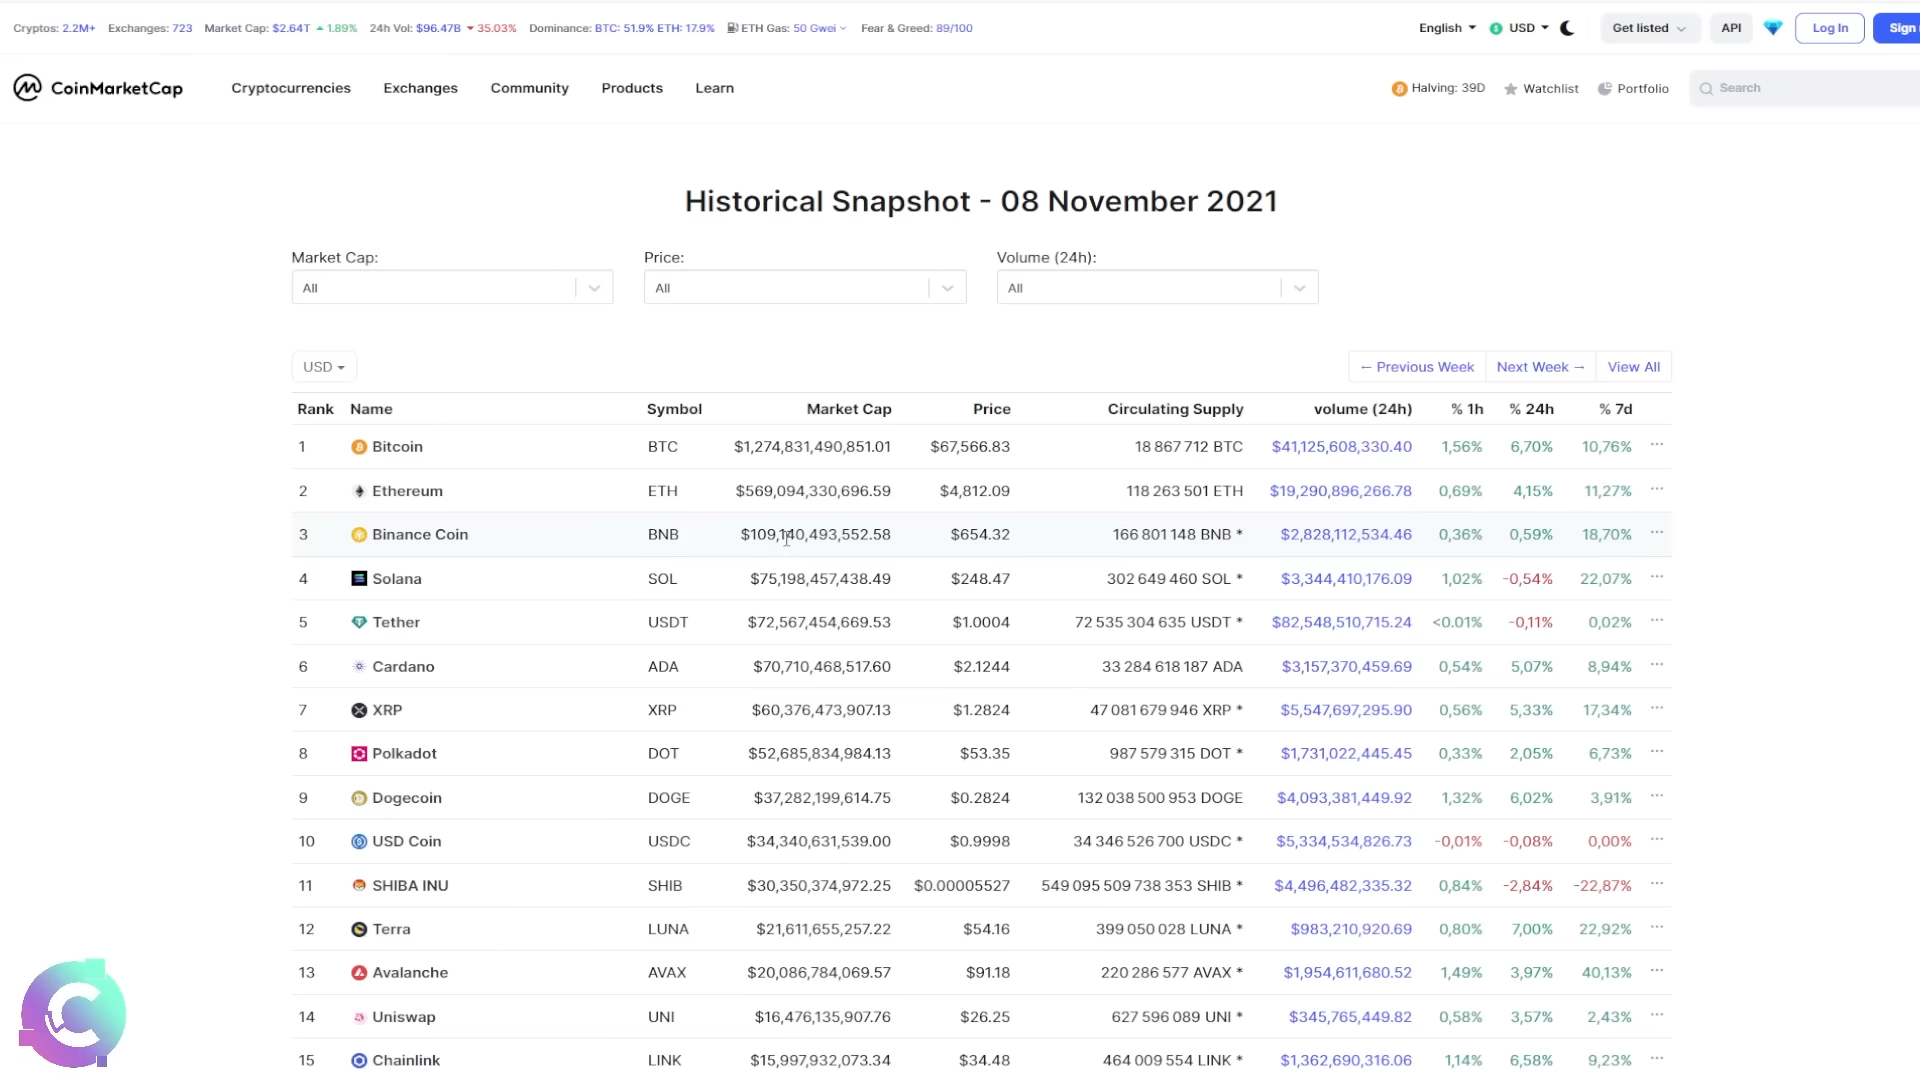 Cryptos: 2.2M+ Exchanges: 723 Market Cap: $2.64T 1.89% 24h Vol: $96.47B 35.03% Dominance: BTC: 51.9% ETH: 17.9% ETH Gas: 50 Gwei Fear & Greed: 89/100 English USD Get listed API Log In Sign
CoinMarketCap Cryptocurrencies Exchanges Community Products Learn Halving: 39D Watchlist Portfolio Search
Historical Snapshot - 08 November 2021
Market Cap: Price: Volume (24h):
All All All
USD ← Previous Week Next Week → View All
Rank Name Symbol Market Cap Price Circulating Supply volume (24h) % 1h % 24h % 7d
1 Bitcoin BTC $1,274,831,490,851.01 $67,566.83 18 867 712 BTC $41,125,608,330.40 1,56% 6,70% 10,76% ...
2 Ethereum ETH $569,094,330,696.59 $4,812.09 118 263 501 ETH $19,290,896,266.78 0,69% 4,15% 11,27% ...
3 Binance Coin BNB $109,140,493,552.58 $654.32 166 801 148 BNB * $2,828,112,534.46 0,36% 0,59% 18,70% ...
4 Solana SOL $75,198,457,438.49 $248.47 302 649 460 SOL * $3,344,410,176.09 1,02% -0,54% 22,07% ...
5 Tether USDT $72,567,454,669.53 $1.0004 72 535 304 635 USDT * $82,548,510,715.24 <0.01% -0,11% 0,02% ...
6 Cardano ADA $70,710,468,517.60 $2.1244 33 284 618 187 ADA $3,157,370,459.69 0,54% 5,07% 8,94% ...
7 XRP XRP $60,376,473,907.13 $1.2824 47 081 679 946 XRP * $5,547,697,295.90 0,56% 5,33% 17,34% ...
8 Polkadot DOT $52,685,834,984.13 $53.35 987 579 315 DOT * $1,731,022,445.45 0,33% 2,05% 6,73% ...
9 Dogecoin DOGE $37,282,199,614.75 $0.2824 132 038 500 953 DOGE $4,093,381,449.92 1,32% 6,02% 3,91% ...
10 USD Coin USDC $34,340,631,539.00 $0.9998 34 346 526 700 USDC * $5,334,534,826.73 -0,01% -0,08% 0,00% ...
11 SHIBA INU SHIB $30,350,374,972.25 $0.00005527 549 095 509 738 353 SHIB * $4,496,482,335.32 0,84% -2,84% -22,87% ...
12 Terra LUNA $21,611,655,257.22 $54.16 399 050 028 LUNA * $983,210,920.69 0,80% 7,00% 22,92% ...
13 Avalanche AVAX $20,086,784,069.57 $91.18 220 286 577 AVAX * $1,954,611,680.52 1,49% 3,97% 40,13% ...
14 Uniswap UNI $16,476,135,907.76 $26.25 627 596 089 UNI * $345,765,449.82 0,58% 3,57% 2,43% ...
15 Chainlink LINK $15,997,932,073.34 $34.48 464 009 554 LINK * $1,362,690,316.06 1,14% 6,58% 9,23% ...